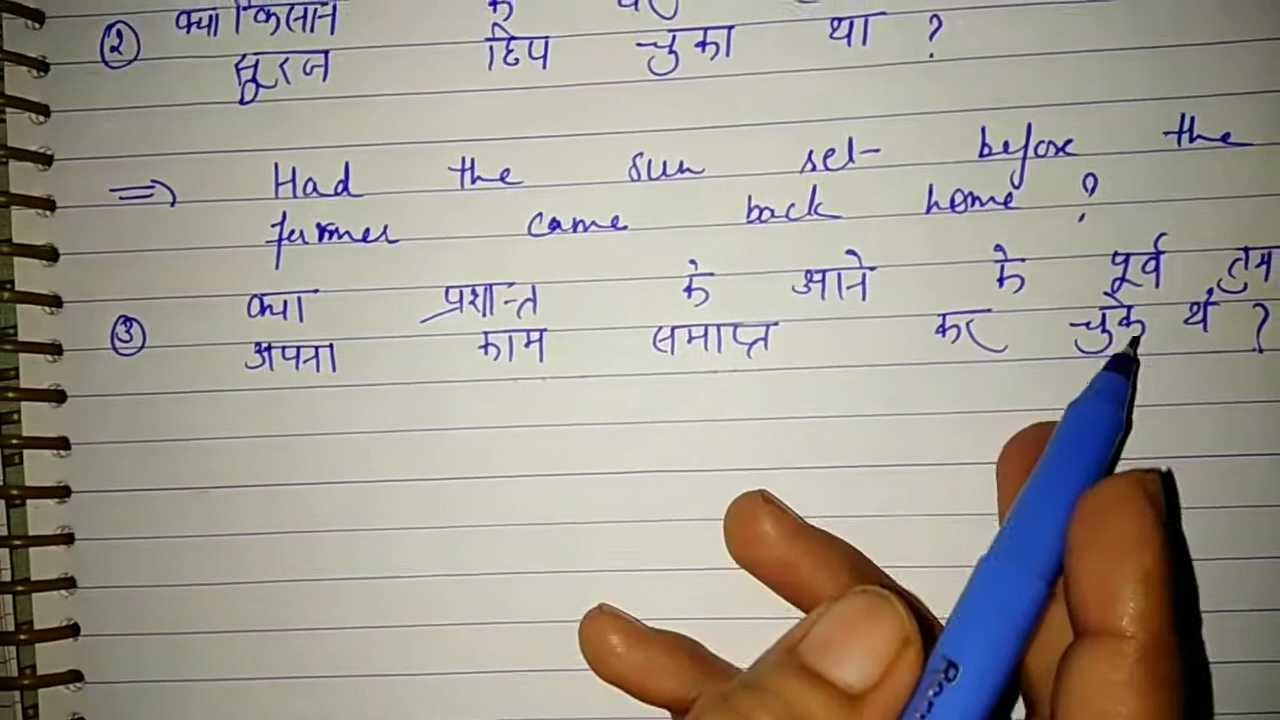 ② क्या किसान के
सूरज छिप चुका था ?
⇒ Had the sun set before the
farmer came back home ?
③ क्या प्रशान्त के आने के पूर्व तुम
अपना काम समाप्त कर चुके थे ?